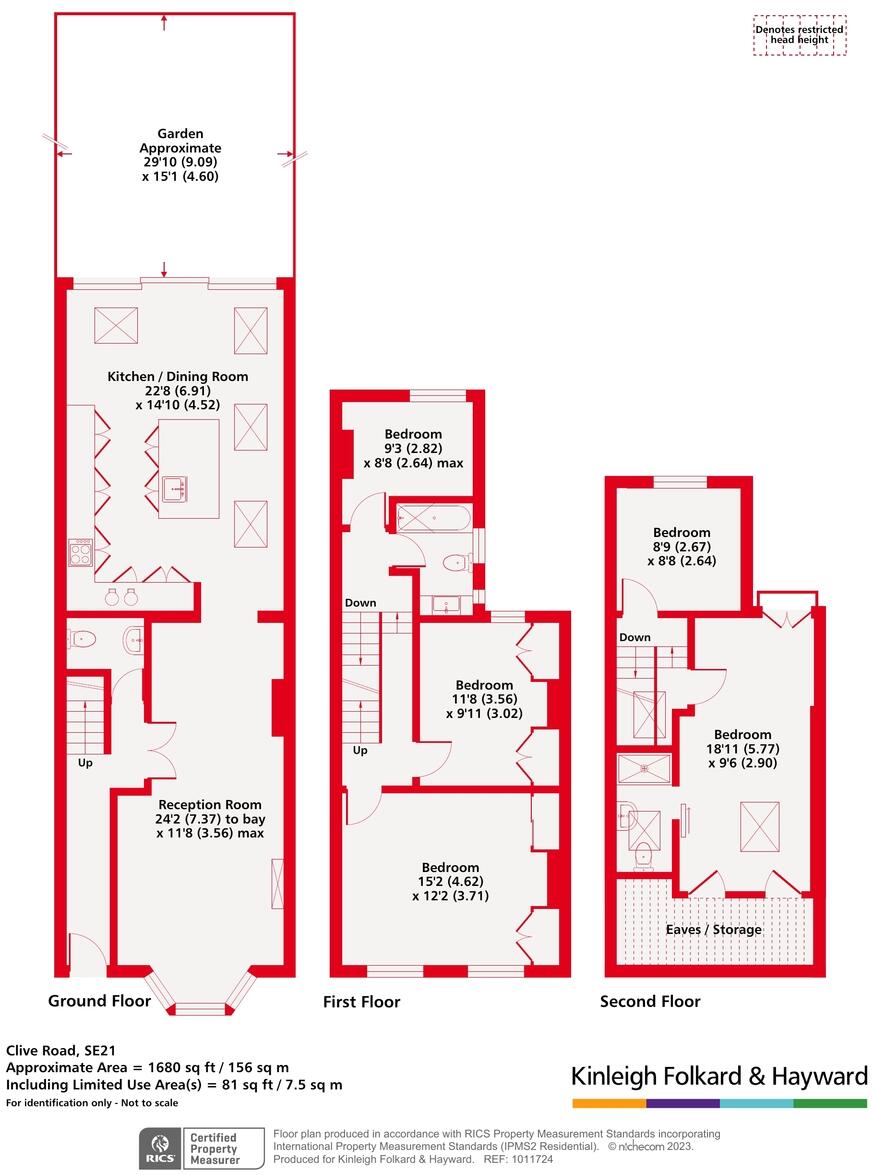 Denotes restricted
head height
Garden
Approximate
29'10 (9.09)
x 15'1 (4.60)
Kitchen / Dining Room
22'8 (6.91)
x 14'10 (4.52)
Up
Reception Room
24'2 (7.37) to bay
x 11'8 (3.56) max
Ground Floor
Bedroom
9'3 (2.82)
x 8'8 (2.64) max
Down
Bedroom
11'8 (3.56)
x 9'11 (3.02)
Up
Bedroom
15'2 (4.62)
x 12'2 (3.71)
First Floor
Bedroom
8'9 (2.67)
x 8'8 (2.64)
Down
Bedroom
18'11 (5.77)
x 9'6 (2.90)
Eaves / Storage
Second Floor
Clive Road, SE21
Approximate Area = 1680 sq ft / 156 sq m
Including Limited Use Area(s) = 81 sq ft / 7.5 sq m
For identification only - Not to scale
Kinleigh Folkard & Hayward
RICS
Certified
Property
Measurer
Floor plan produced in accordance with RICS Property Measurement Standards incorporating
International Property Measurement Standards (IPMS2 Residential). © nichecom 2023.
Produced for Kinleigh Folkard & Hayward. REF: 1011724